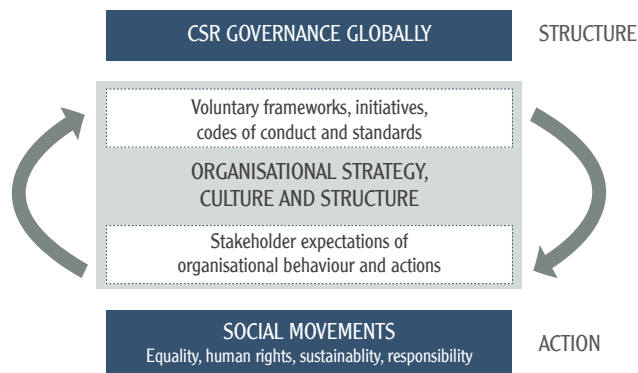 CSR GOVERNANCE GLOBALLY
STRUCTURE
Voluntary frameworks, initiatives,
codes of conduct and standards
ORGANISATIONAL STRATEGY,
CULTURE AND STRUCTURE
Stakeholder expectations of
organisational behaviour and actions
SOCIAL MOVEMENTS
Equality, human rights, sustainablity, responsibility
ACTION